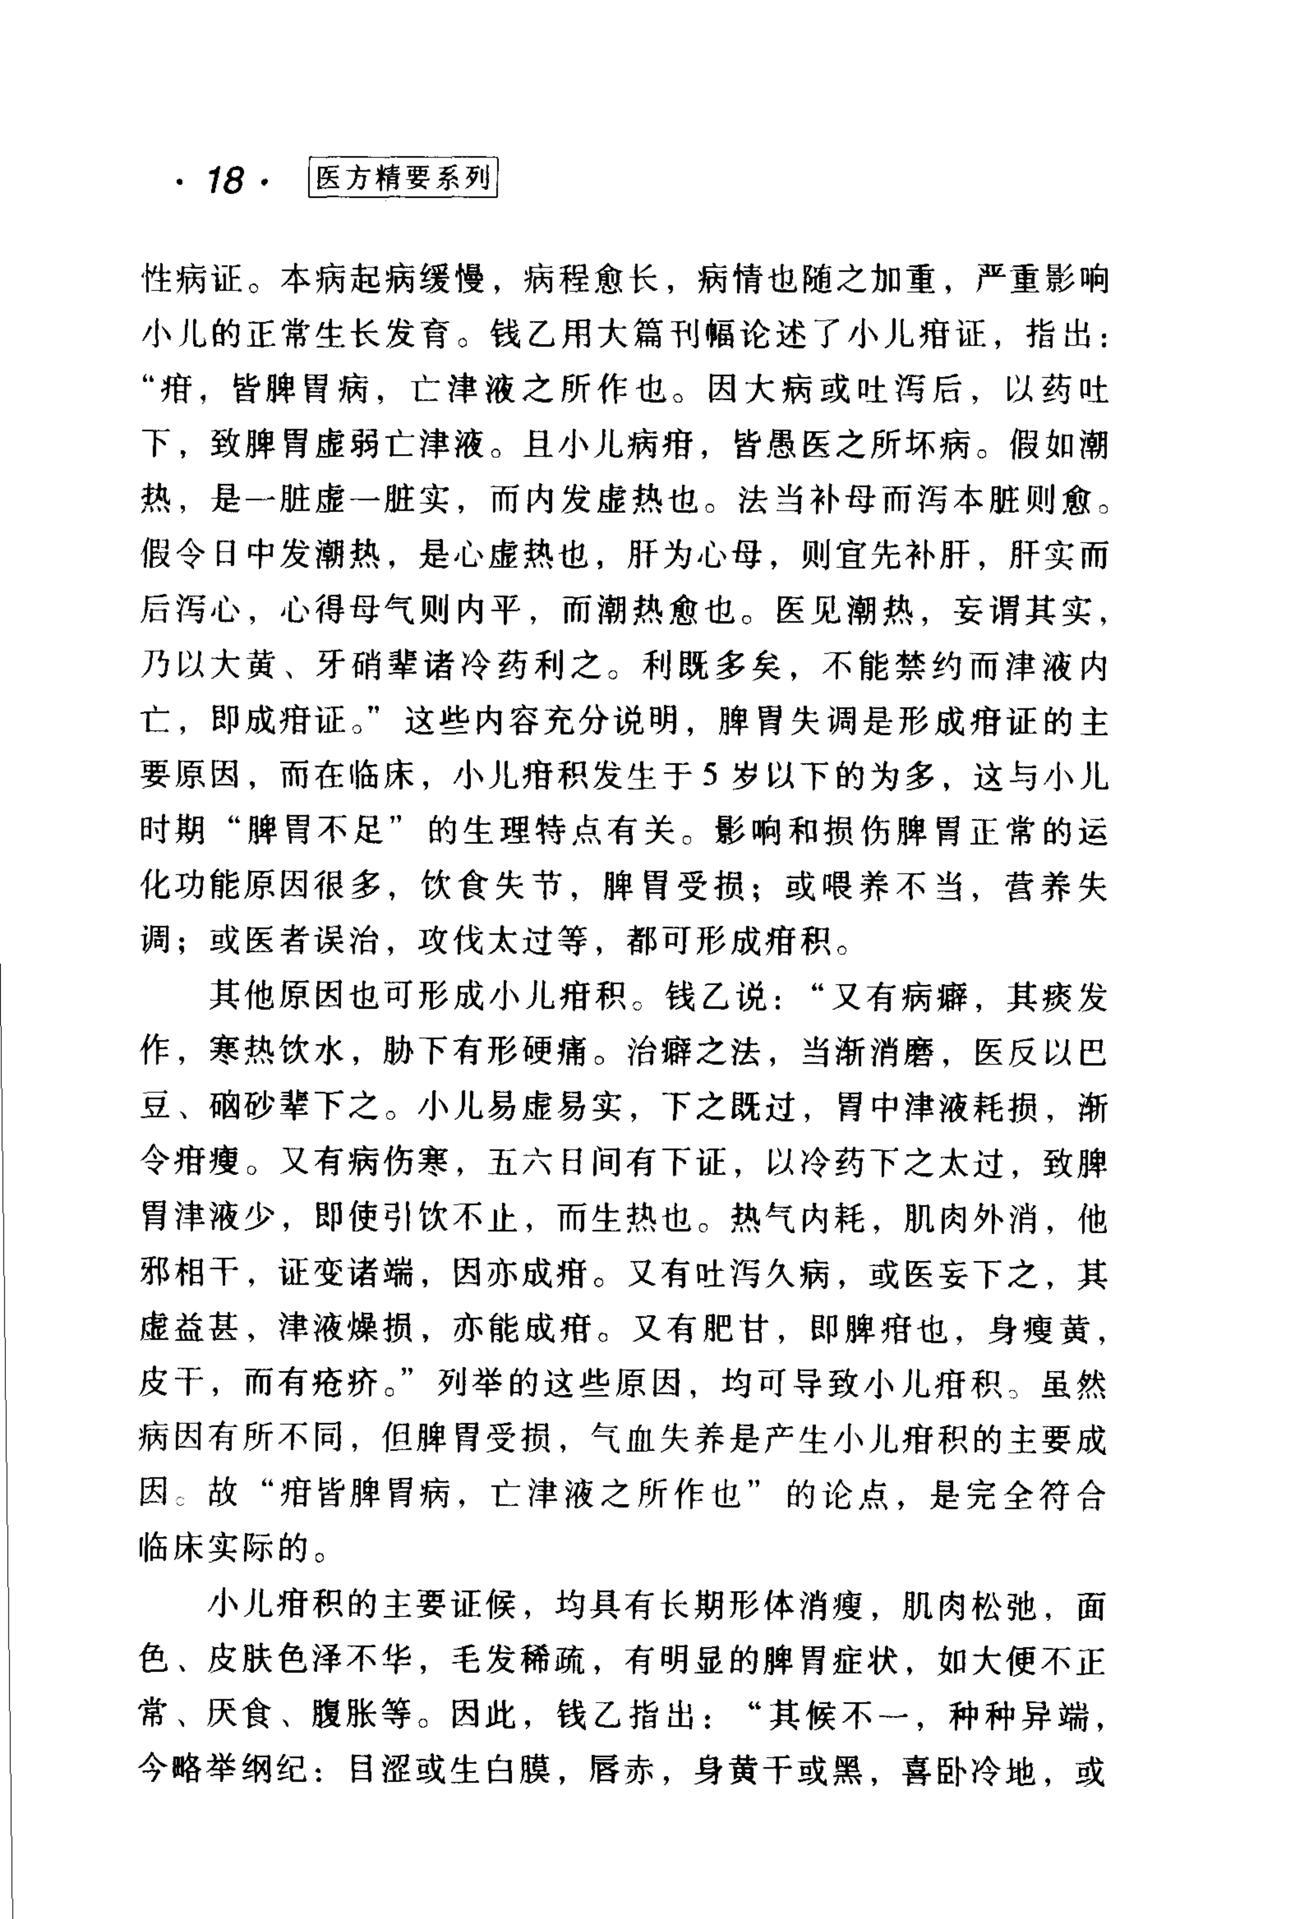 ·18· 医方精要系列
性病证。本病起病缓慢，病程愈长，病情也随之加重，严重影响
小儿的正常生长发育。钱乙用大篇刊幅论述了小儿疳证，指出：
“疳，皆脾胃病，亡津液之所作也。因大病或吐泻后，以药吐
下，致脾胃虚弱亡津液。且小儿病疳，皆愚医之所坏病。假如潮
热，是一脏虚一脏实，而内发虚热也。法当补母而泻本脏则愈。
假令日中发潮热，是心虚热也，肝为心母，则宜先补肝，肝实而
后泻心，心得母气则内平，而潮热愈也。医见潮热，妄谓其实，
乃以大黄、牙硝辈诸冷药利之。利既多矣，不能禁约而津液内
亡，即成疳证。”这些内容充分说明，脾胃失调是形成疳证的主
要原因，而在临床，小儿疳积发生于 5 岁以下的为多，这与小儿
时期“脾胃不足”的生理特点有关。影响和损伤脾胃正常的运
化功能原因很多，饮食失节，脾胃受损；或喂养不当，营养失
调；或医者误治，攻伐太过等，都可形成疳积。
其他原因也可形成小儿疳积。钱乙说：“又有病癖，其痰发
作，寒热饮水，胁下有形硬痛。治癖之法，当渐消磨，医反以巴
豆、硇砂辈下之。小儿易虚易实，下之既过，胃中津液耗损，渐
令疳瘦。又有病伤寒，五六日间有下证，以冷药下之太过，致脾
胃津液少，即使引饮不止，而生热也。热气内耗，肌肉外消，他
邪相干，证变诸端，因亦成疳。又有吐泻久病，或医妄下之，其
虚益甚，津液燥损，亦能成疳。又有肥甘，即脾疳也，身瘦黄，
皮干，而有疮疥。”列举的这些原因，均可导致小儿疳积。虽然
病因有所不同，但脾胃受损，气血失养是产生小儿疳积的主要成
因。故“疳皆脾胃病，亡津液之所作也”的论点，是完全符合
临床实际的。
小儿疳积的主要证候，均具有长期形体消瘦，肌肉松弛，面
色、皮肤色泽不华，毛发稀疏，有明显的脾胃症状，如大便不正
常、厌食、腹胀等。因此，钱乙指出：“其候不一，种种异端，
今略举纲纪：目涩或生白膜，唇赤，身黄干或黑，喜卧冷地，或